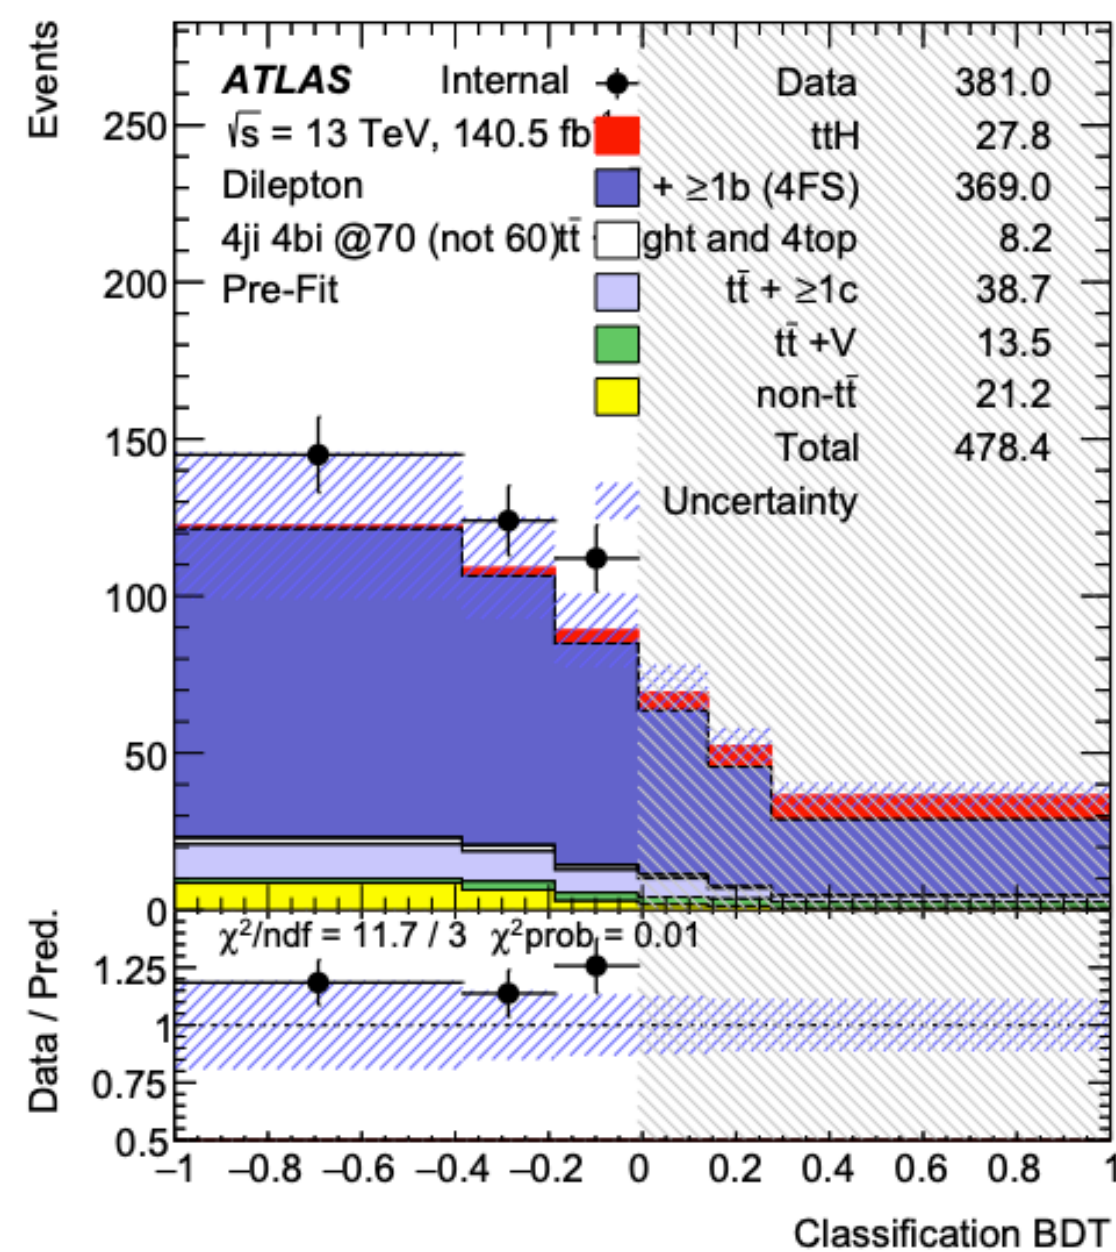 Events
250
200
150
100
50
0
ATLAS Internal
√s = 13 TeV, 140.5 fb
Dilepton
4ji 4bi @70 (not 60)
Pre-Fit
Data 381.0
ttH 27.8
+ ≥1b (4FS) 369.0
tt̄ ght and 4top 8.2
tt̄ + ≥1c 38.7
tt̄ +V 13.5
non-tt̄ 21.2
Total 478.4
Uncertainty
Data / Pred.
χ²/ndf = 11.7 / 3 χ²prob = 0.01
1.25
1
0.75
0.5
−1 −0.8 −0.6 −0.4 −0.2 0 0.2 0.4 0.6 0.8 1
Classification BDT